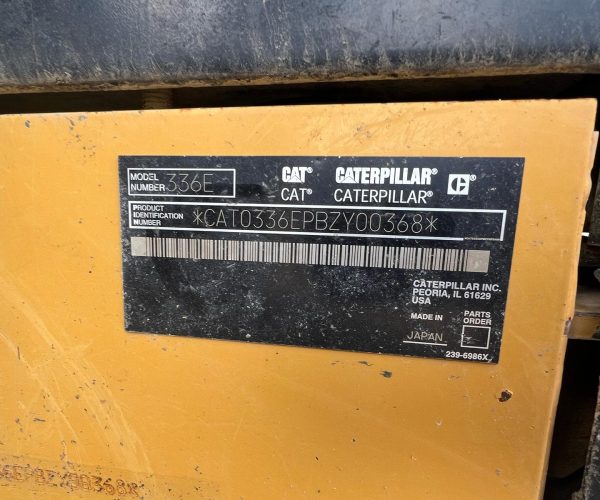 MODEL NUMBER 336E
CAT® CATERPILLAR®
CAT® CATERPILLAR® C
PRODUCT IDENTIFICATION NUMBER *CAT0336EPBZY00368*
CATERPILLAR INC.
PEORIA, IL 61629
USA
MADE IN
JAPAN
PARTS ORDER
239-6986X
36EPBZY00368*